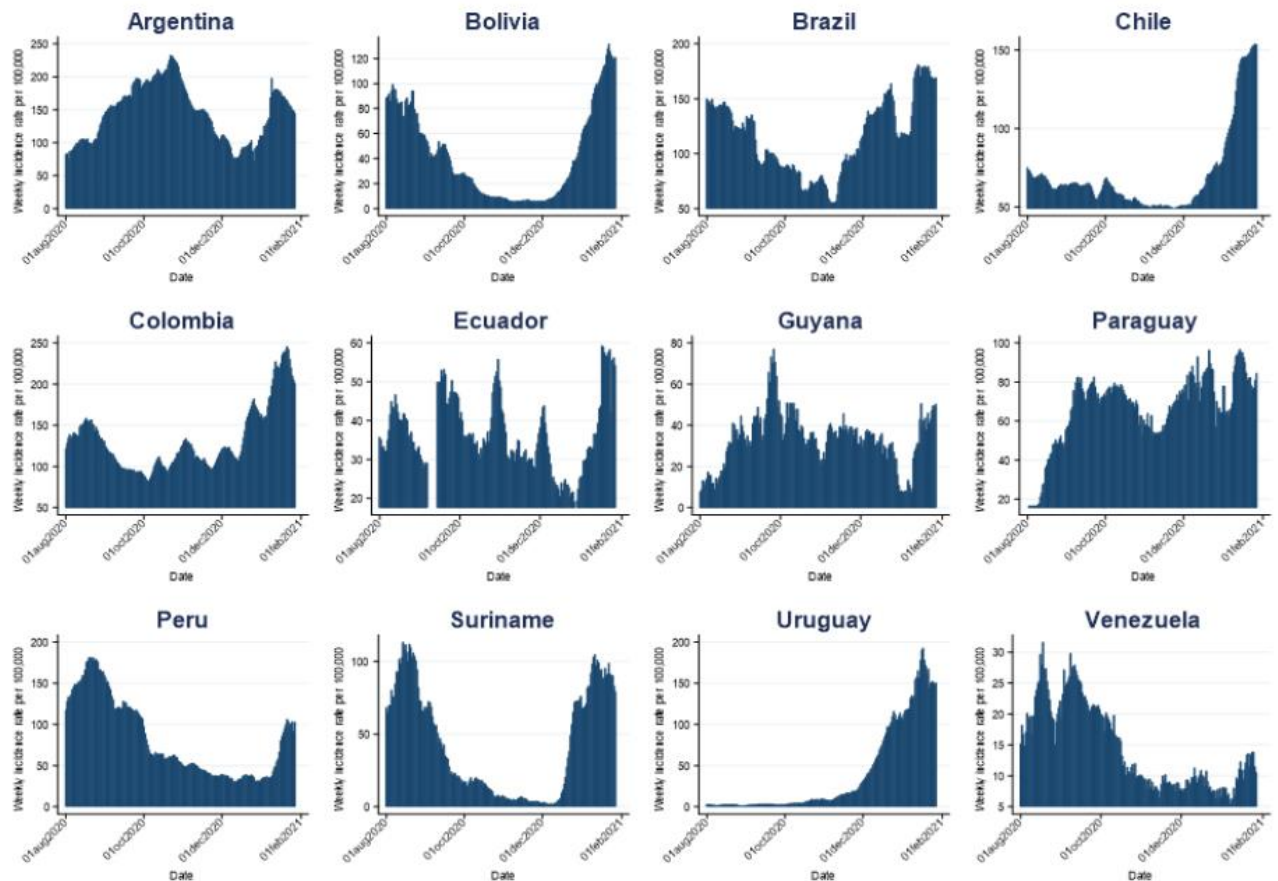 Argentina
Weekly incidence rate per 100,000
250
200
150
100
50
0
01aug2020
01oct2020
01dec2020
01feb2021
Date
Bolivia
Weekly incidence rate per 100,000
120
100
80
60
40
20
0
01aug2020
01oct2020
01dec2020
01feb2021
Date
Brazil
Weekly incidence rate per 100,000
200
150
100
50
01aug2020
01oct2020
01dec2020
01feb2021
Date
Chile
Weekly incidence rate per 100,000
150
100
50
01aug2020
01oct2020
01dec2020
01feb2021
Date
Colombia
Weekly incidence rate per 100,000
250
200
150
100
50
01aug2020
01oct2020
01dec2020
01feb2021
Date
Ecuador
Weekly incidence rate per 100,000
60
50
40
30
20
01aug2020
01oct2020
01dec2020
01feb2021
Date
Guyana
Weekly incidence rate per 100,000
80
60
40
20
0
01aug2020
01oct2020
01dec2020
01feb2021
Date
Paraguay
Weekly incidence rate per 100,000
100
80
60
40
20
01aug2020
01oct2020
01dec2020
01feb2021
Date
Peru
Weekly incidence rate per 100,000
200
150
100
50
0
01aug2020
01oct2020
01dec2020
01feb2021
Date
Suriname
Weekly incidence rate per 100,000
100
50
0
01aug2020
01oct2020
01dec2020
01feb2021
Date
Uruguay
Weekly incidence rate per 100,000
200
150
100
50
0
01aug2020
01oct2020
01dec2020
01feb2021
Date
Venezuela
Weekly incidence rate per 100,000
30
25
20
15
10
5
01aug2020
01oct2020
01dec2020
01feb2021
Date